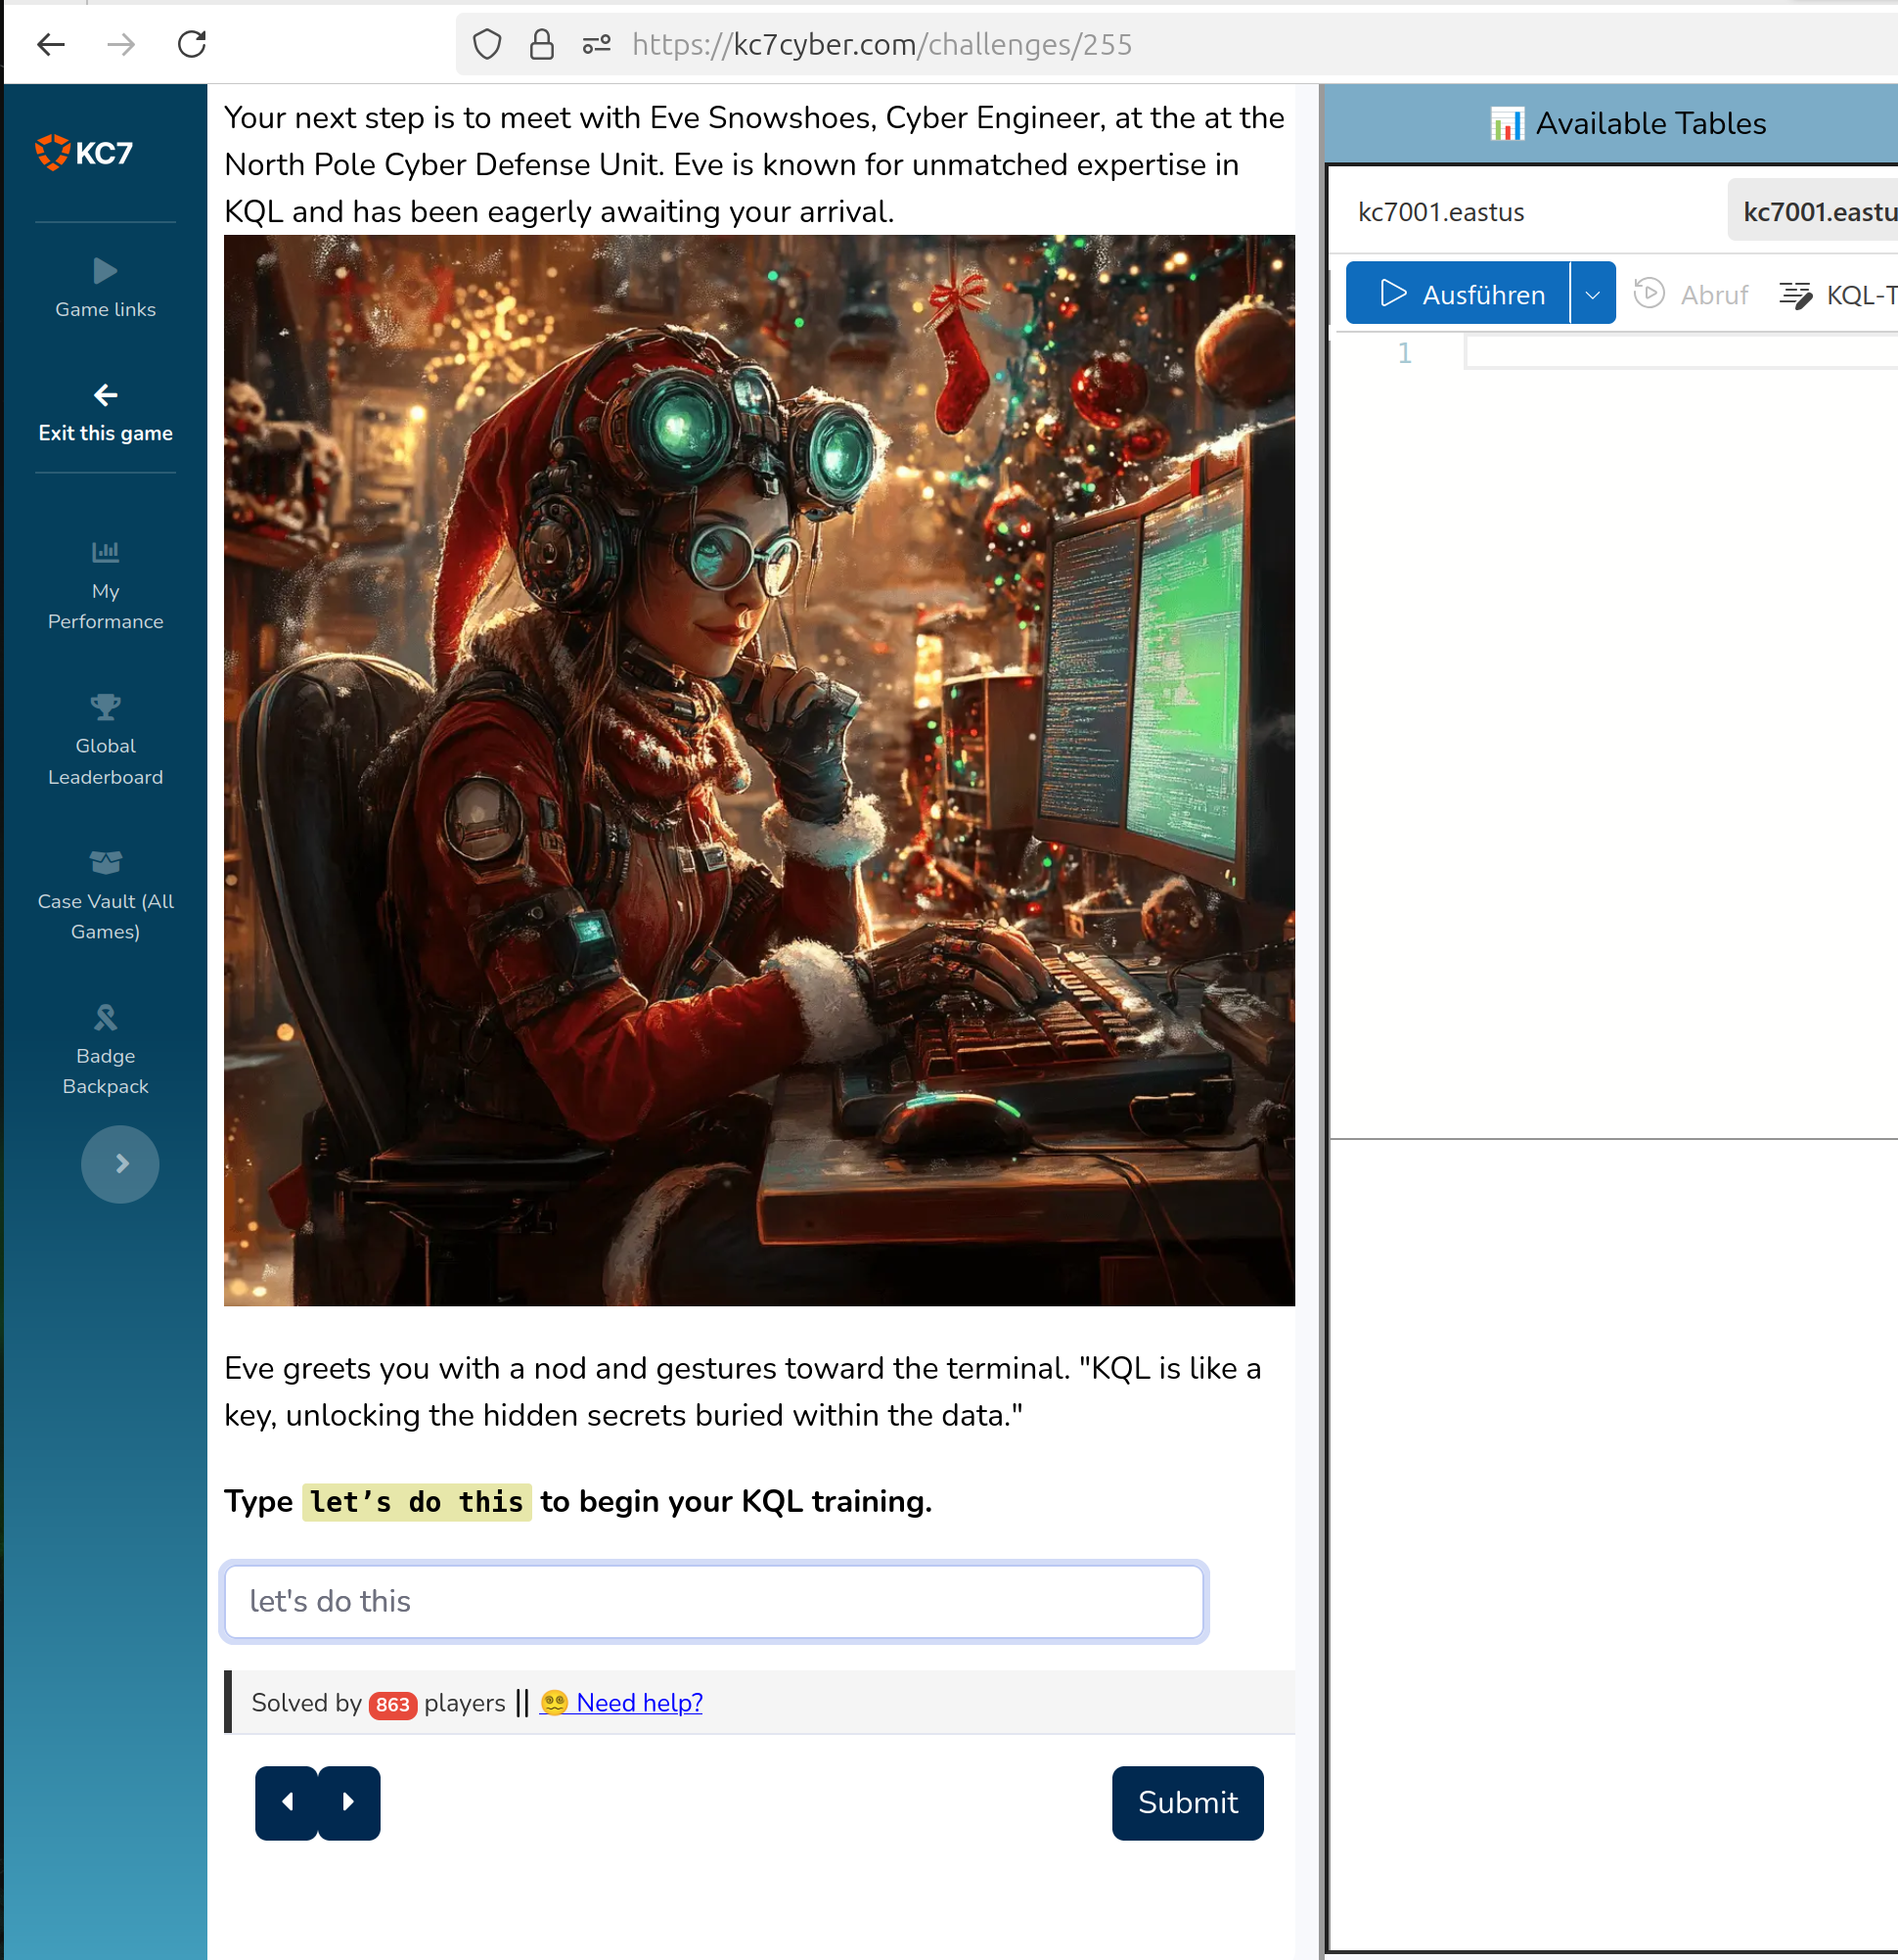 https://kc7cyber.com/challenges/255
KC7
Game links
Exit this game
My
Performance
Global
Leaderboard
Case Vault (All
Games)
Badge
Backpack
Your next step is to meet with Eve Snowshoes, Cyber Engineer, at the at the
North Pole Cyber Defense Unit. Eve is known for unmatched expertise in
KQL and has been eagerly awaiting your arrival.
Eve greets you with a nod and gestures toward the terminal. "KQL is like a
key, unlocking the hidden secrets buried within the data."
Type let’s do this to begin your KQL training.
let's do this
Solved by 863 players || Need help?
Submit
📊 Available Tables
kc7001.eastus
kc7001.eastu
Ausführen
Abruf
KQL-T
1